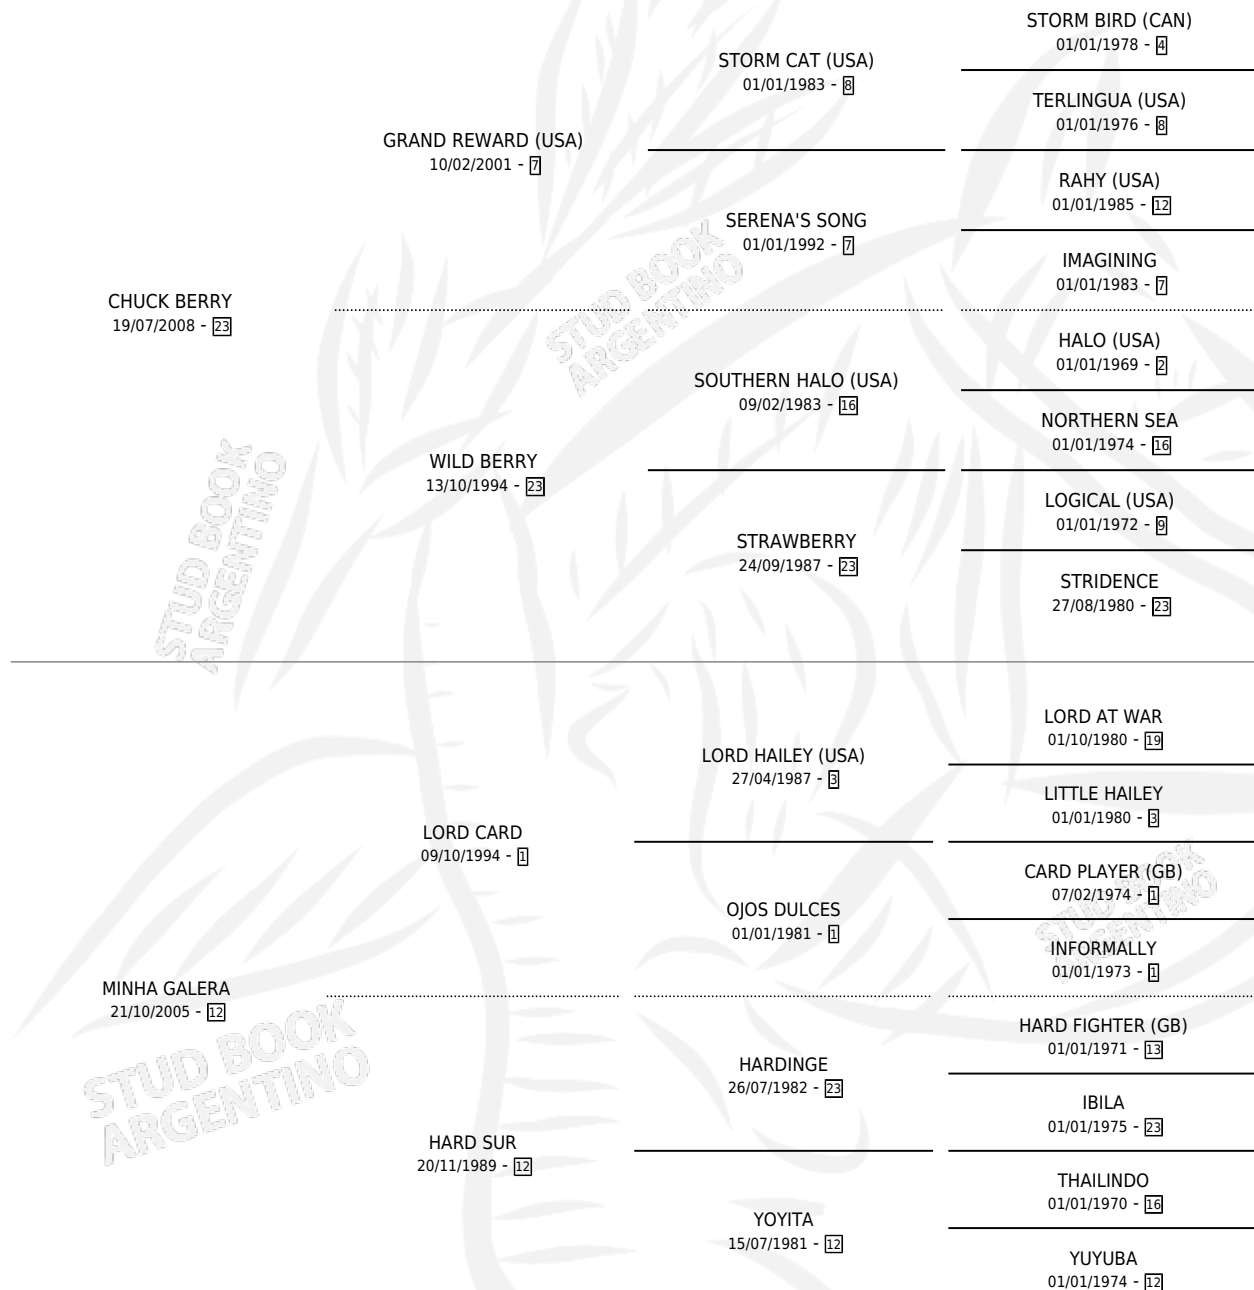 STORM BIRD (CAN)
01/01/1978 - 4
STORM CAT (USA)
01/01/1983 - 8
TERLINGUA (USA)
01/01/1976 - 8
GRAND REWARD (USA)
10/02/2001 - 7
RAHY (USA)
01/01/1985 - 12
SERENA'S SONG
01/01/1992 - 7
IMAGINING
01/01/1983 - 7
CHUCK BERRY
19/07/2008 - 23
HALO (USA)
01/01/1969 - 2
SOUTHERN HALO (USA)
09/02/1983 - 16
NORTHERN SEA
01/01/1974 - 16
WILD BERRY
13/10/1994 - 23
LOGICAL (USA)
01/01/1972 - 9
STRAWBERRY
24/09/1987 - 23
STRIDENCE
27/08/1980 - 23
LORD AT WAR
01/10/1980 - 19
LORD HAILEY (USA)
27/04/1987 - 3
LITTLE HAILEY
01/01/1980 - 3
LORD CARD
09/10/1994 - 1
CARD PLAYER (GB)
07/02/1974 - 1
OJOS DULCES
01/01/1981 - 1
INFORMALLY
01/01/1973 - 1
MINHA GALERA
21/10/2005 - 12
HARD FIGHTER (GB)
01/01/1971 - 13
HARDINGE
26/07/1982 - 23
IBILA
01/01/1975 - 23
HARD SUR
20/11/1989 - 12
THAILINDO
01/01/1970 - 16
YOYITA
15/07/1981 - 12
YUYUBA
01/01/1974 - 12
STUD BOOK
ARGENTINO
STUD BOOK
ARGENTINO
STUD BOOK
ARGENTINO
STUD BOOK
ARGENTINO